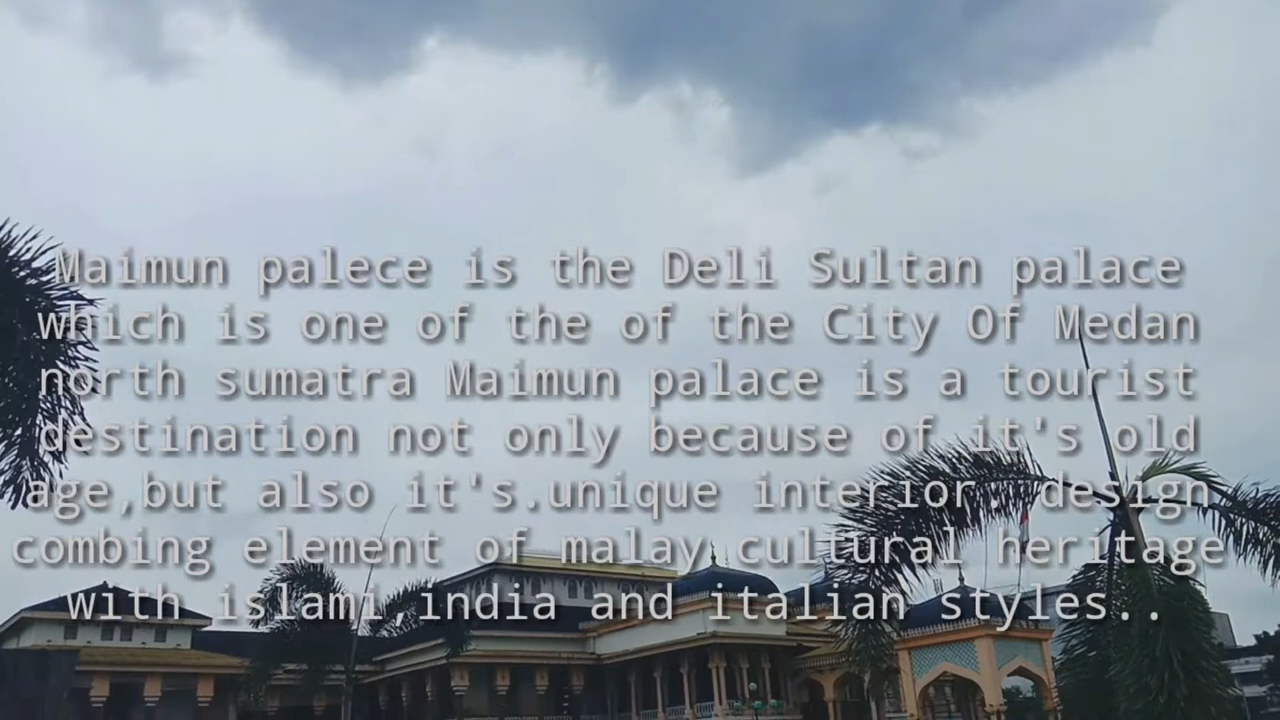 Maimun palece is the Deli Sultan palace
which is one of the of the City Of Medan
north sumatra Maimun palace is a tourist
destination not only because of it's old
age,but also it's.unique interior. design
combing element of malay cultural heritage
with islami india and italian styles..